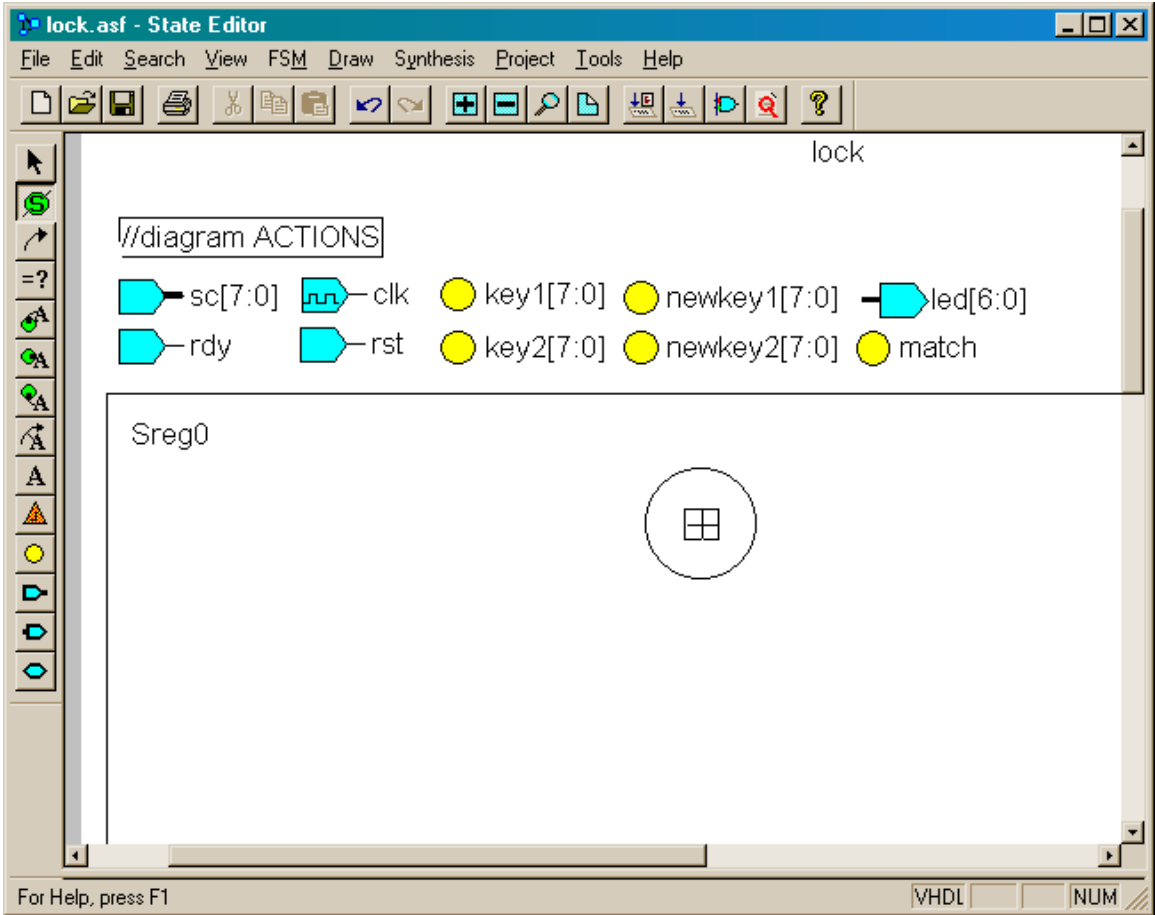 lock.asf - State Editor
File Edit Search View FSM Draw Synthesis Project Tools Help
lock
//diagram ACTIONS
sc[7:0] clk key1[7:0] newkey1[7:0] led[6:0]
rdy rst key2[7:0] newkey2[7:0] match
Sreg0
=?
A
For Help, press F1 VHDL NUM